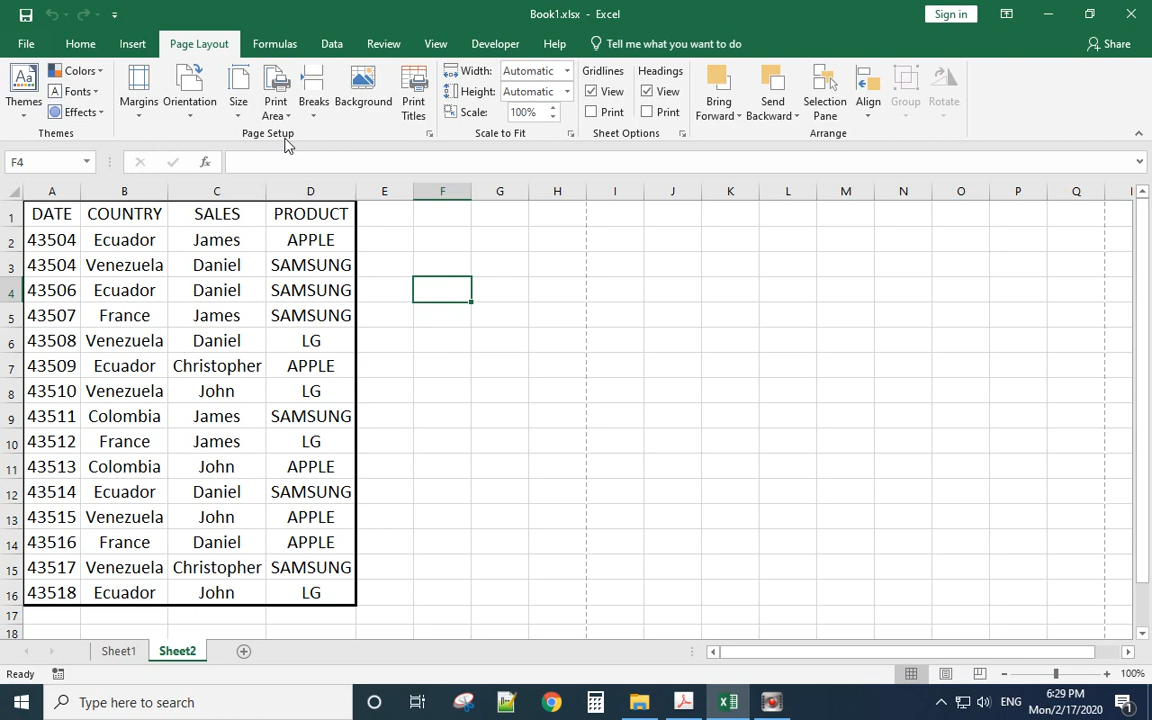 Book1.xlsx - Excel
Sign in
File Home Insert Page Layout Formulas Data Review View Developer Help Tell me what you want to do Share
Themes Colors Fonts Effects
Margins Orientation Size Print Area Breaks Background Print Titles
Width: Automatic
Height: Automatic
Scale: 100%
Gridlines View Print
Headings View Print
Bring Forward Send Backward Selection Pane Align Group Rotate
Themes Page Setup Scale to Fit Sheet Options Arrange
F4 fx
A B C D E F G H I J K L M N O P Q
1 DATE COUNTRY SALES PRODUCT
2 43504 Ecuador James APPLE
3 43504 Venezuela Daniel SAMSUNG
4 43506 Ecuador Daniel SAMSUNG
5 43507 France James SAMSUNG
6 43508 Venezuela Daniel LG
7 43509 Ecuador Christopher APPLE
8 43510 Venezuela John LG
9 43511 Colombia James SAMSUNG
10 43512 France James LG
11 43513 Colombia John APPLE
12 43514 Ecuador Daniel SAMSUNG
13 43515 Venezuela John APPLE
14 43516 France Daniel APPLE
15 43517 Venezuela Christopher SAMSUNG
16 43518 Ecuador John LG
17
18
Sheet1 Sheet2
Ready 100%
Type here to search
ENG
6:29 PM
Mon/2/17/2020
1